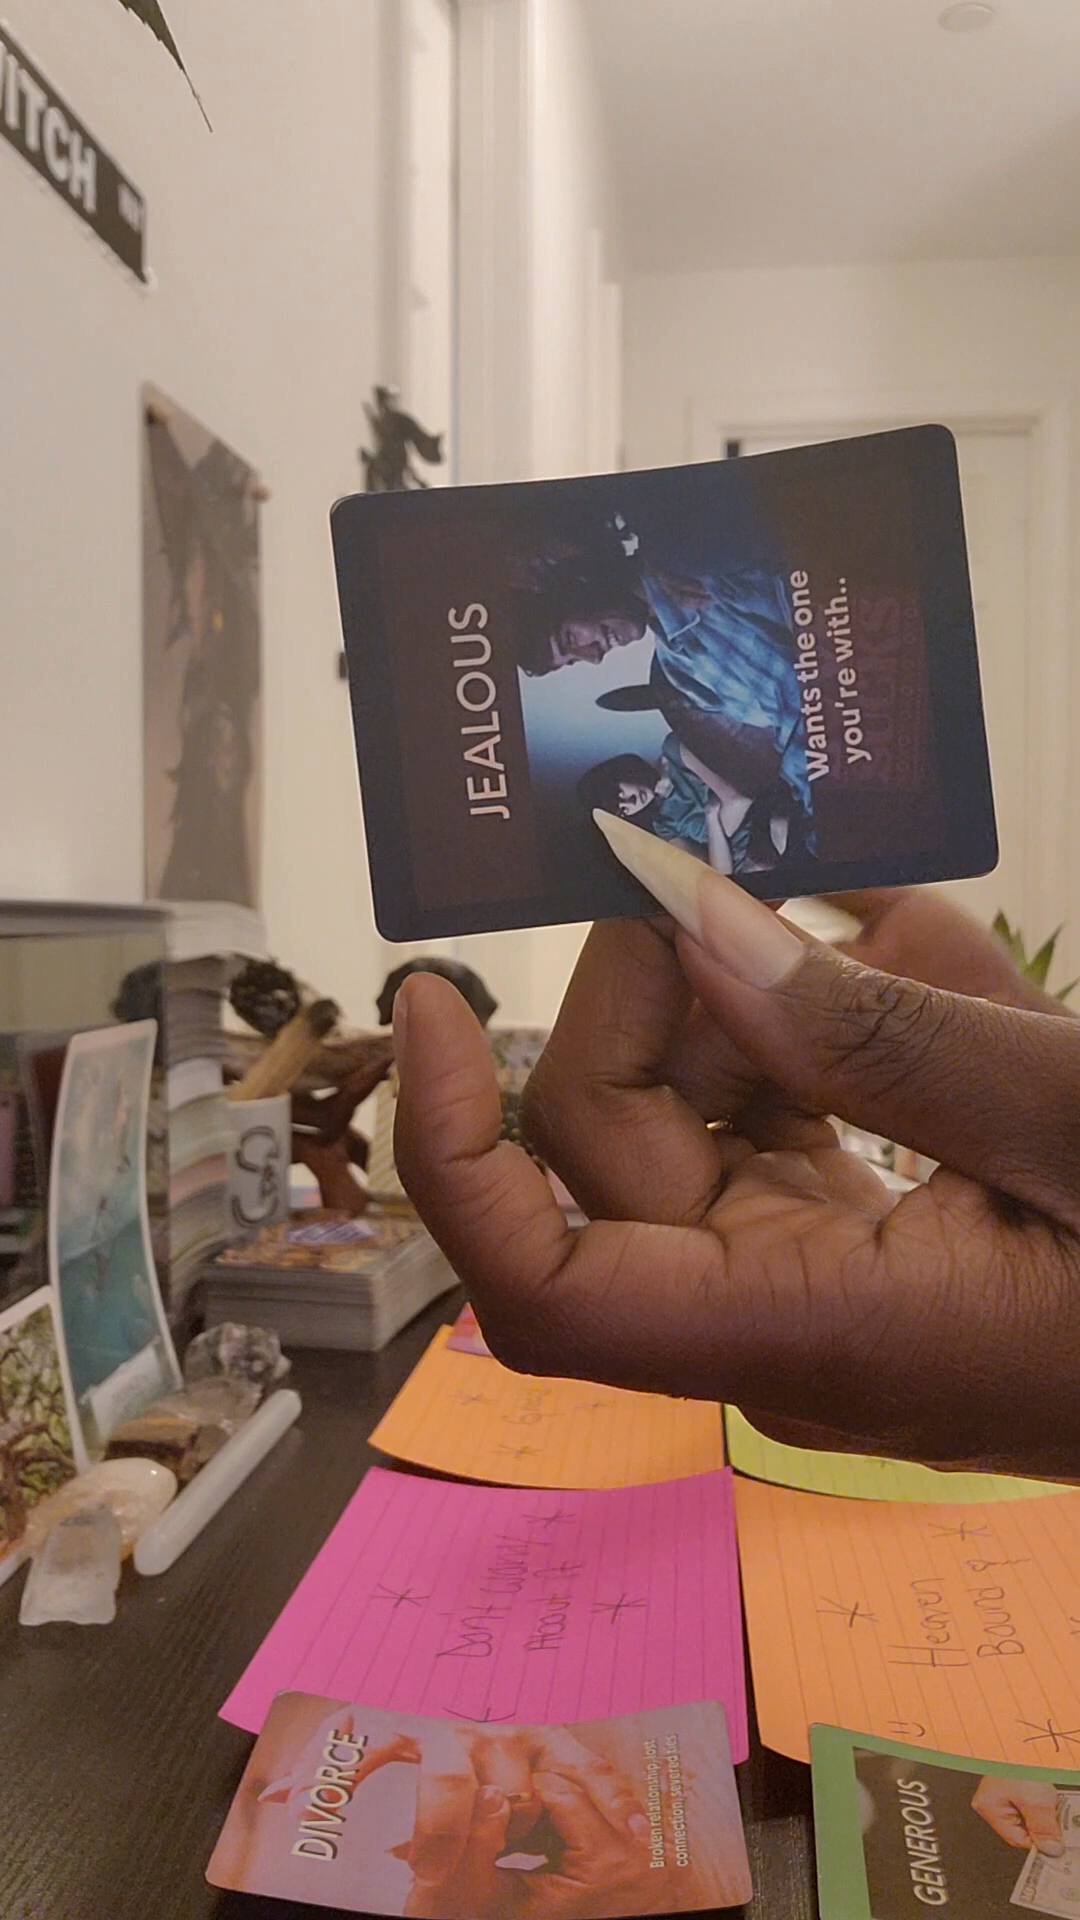 JEALOUS
Wants the one
you're with..
Don't Worry
About It
Heaven
Bound
DIVORCE
Broken relationship, lost
connection, severed ties
GENEROUS